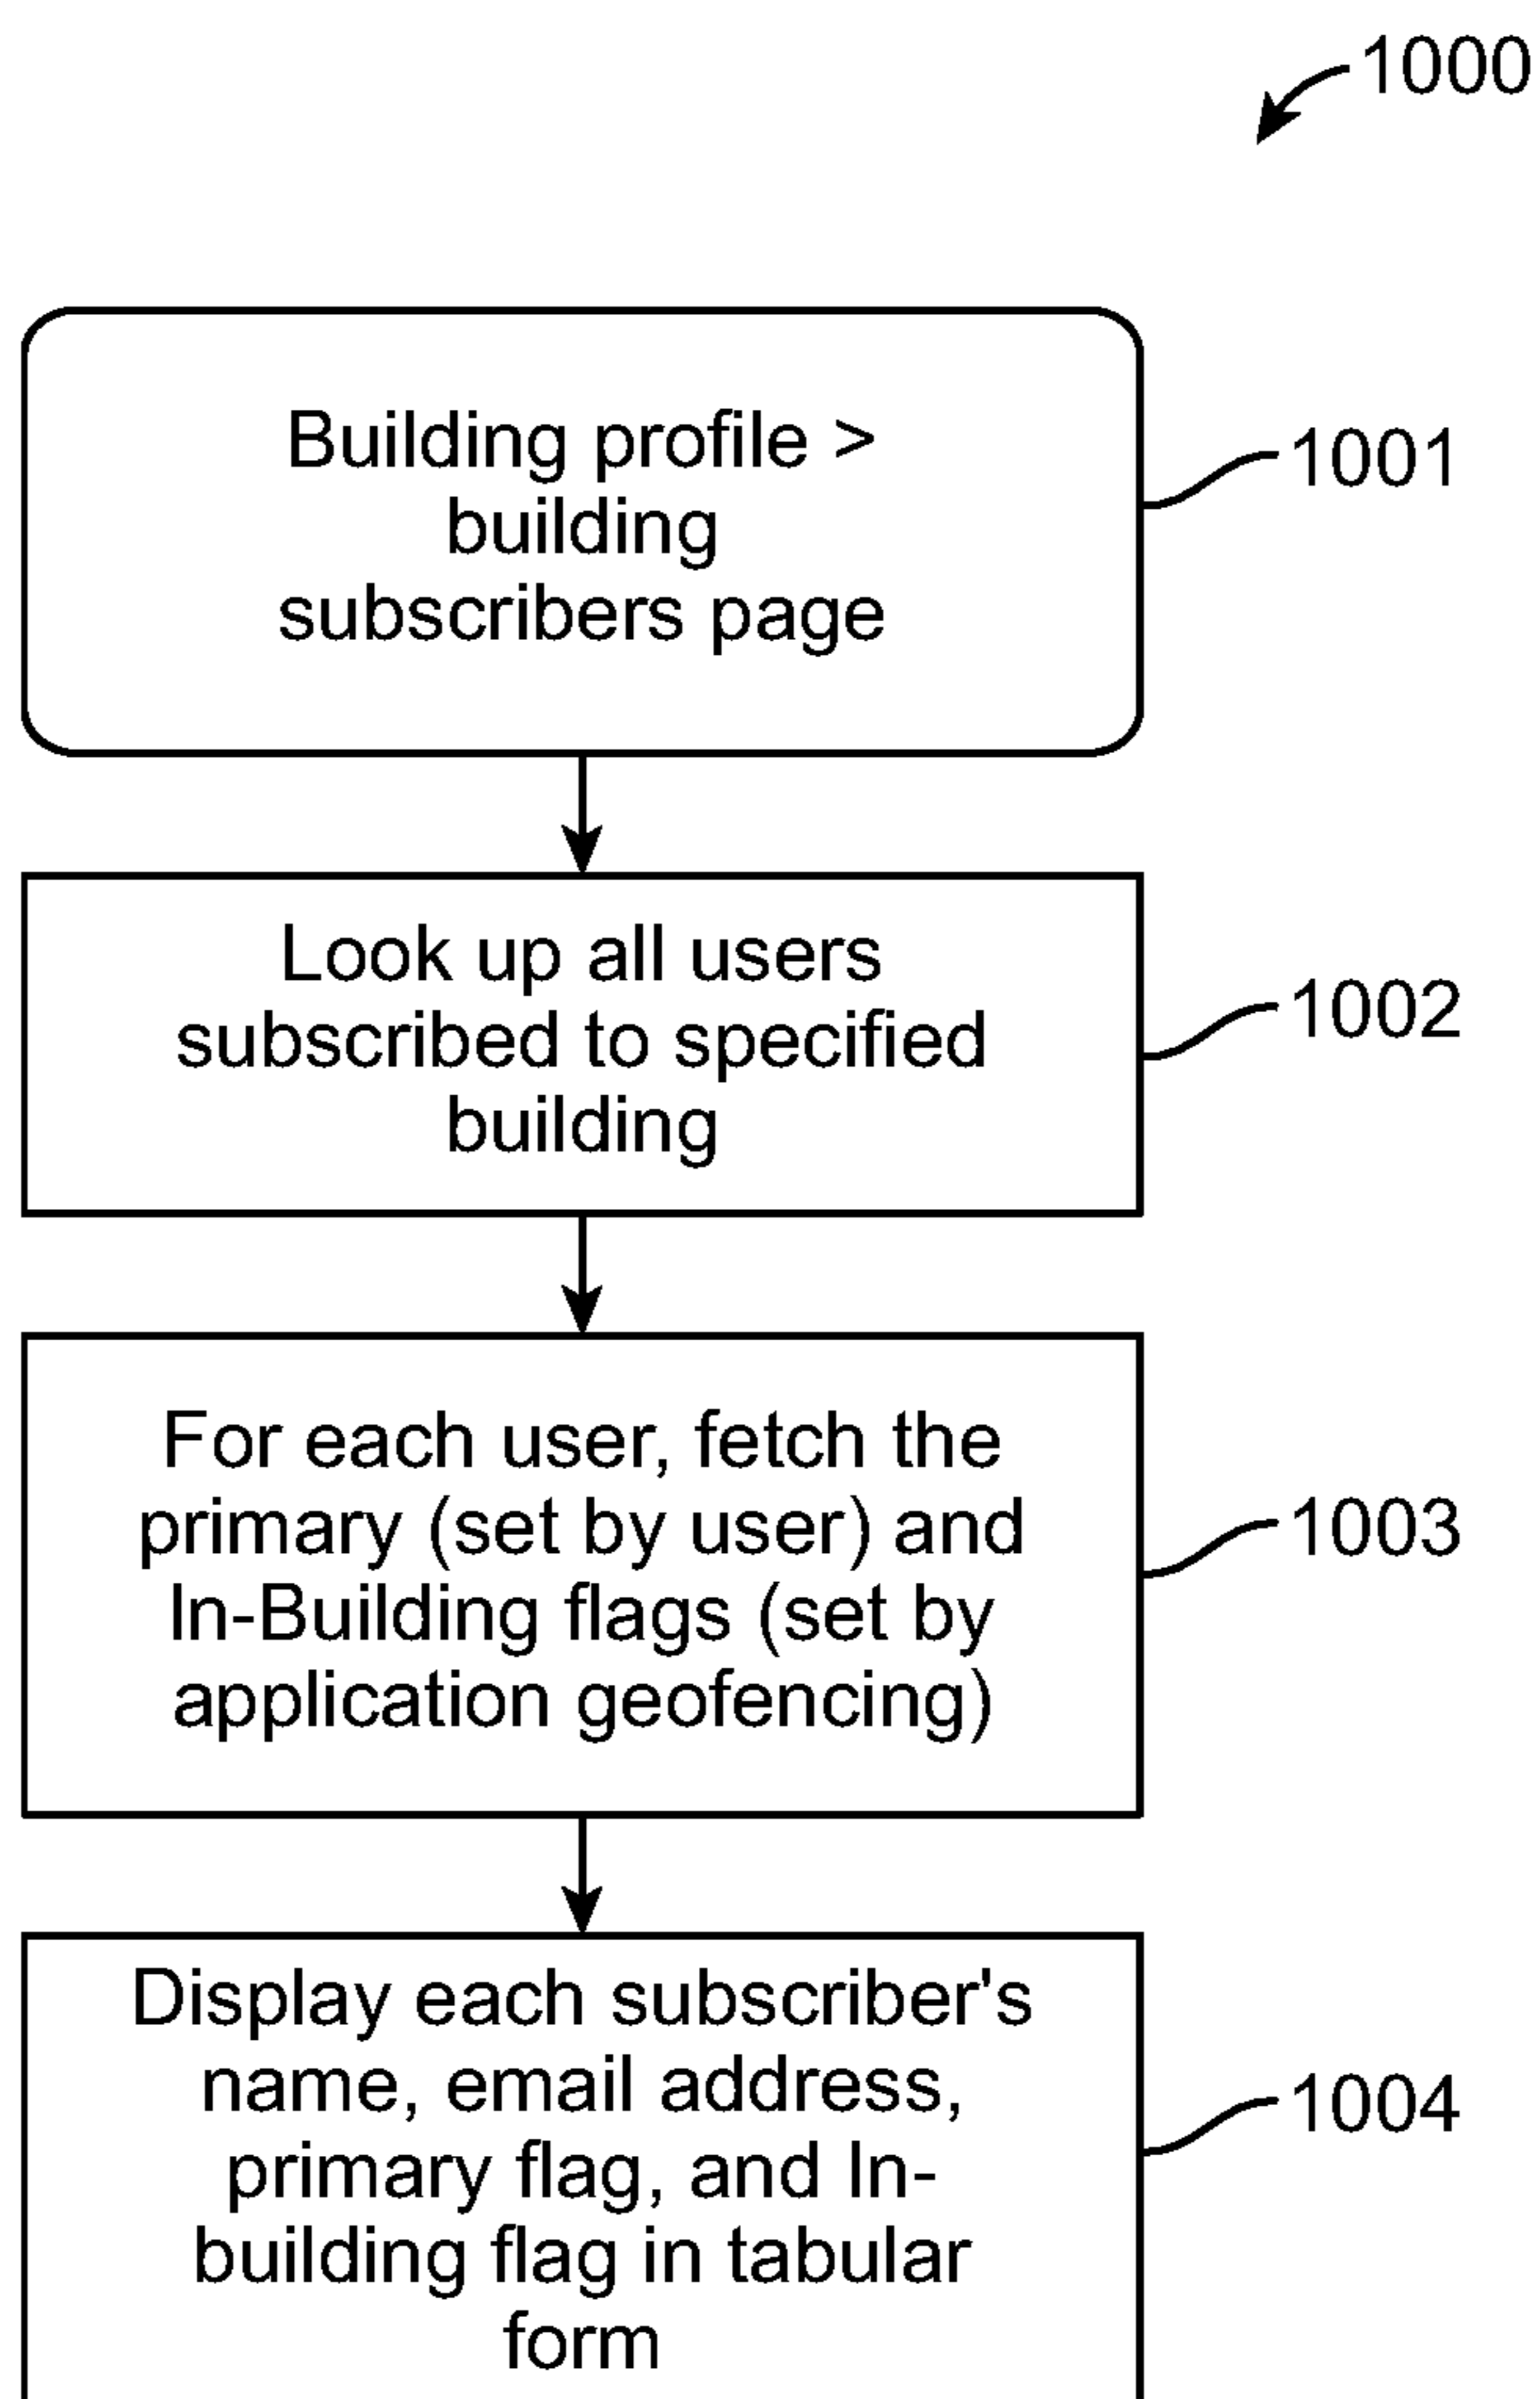 1000
Building profile >
building
subscribers page
1001
Look up all users
subscribed to specified
building
1002
For each user, fetch the
primary (set by user) and
In-Building flags (set by
application geofencing)
1003
Display each subscriber's
name, email address,
primary flag, and In-
building flag in tabular
form
1004